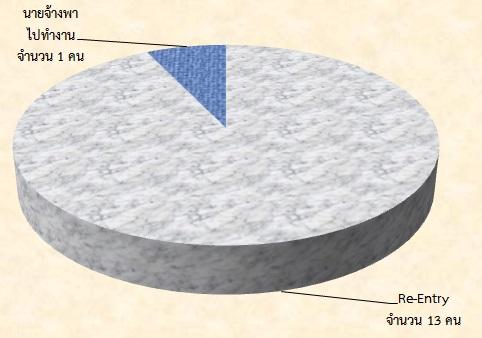 นายจ้างพา
ไปทำงาน
จำนวน 1 คน
Re-Entry
จำนวน 13 คน